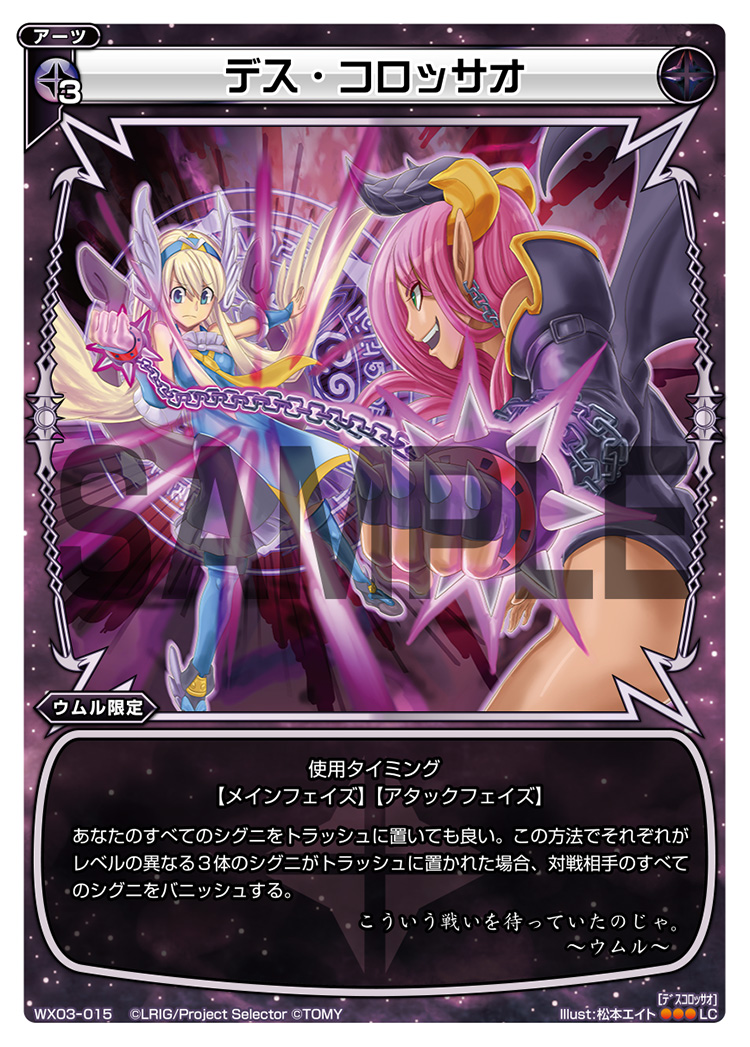 アーツ
3
デス・コロッサオ
SAMPLE
ウムル限定
使用タイミング
【メインフェイズ】【アタックフェイズ】
あなたのすべてのシグニをトラッシュに置いても良い。この方法でそれぞれが
レベルの異なる３体のシグニがトラッシュに置かれた場合、対戦相手のすべて
のシグニをバニッシュする。
こういう戦いを待っていたのじゃ。
～ウムル～
[ﾃﾞｽｺﾛｯｻｵ]
WX03-015 ©LRIG/Project Selector ©TOMY Illust:松本エイト LC